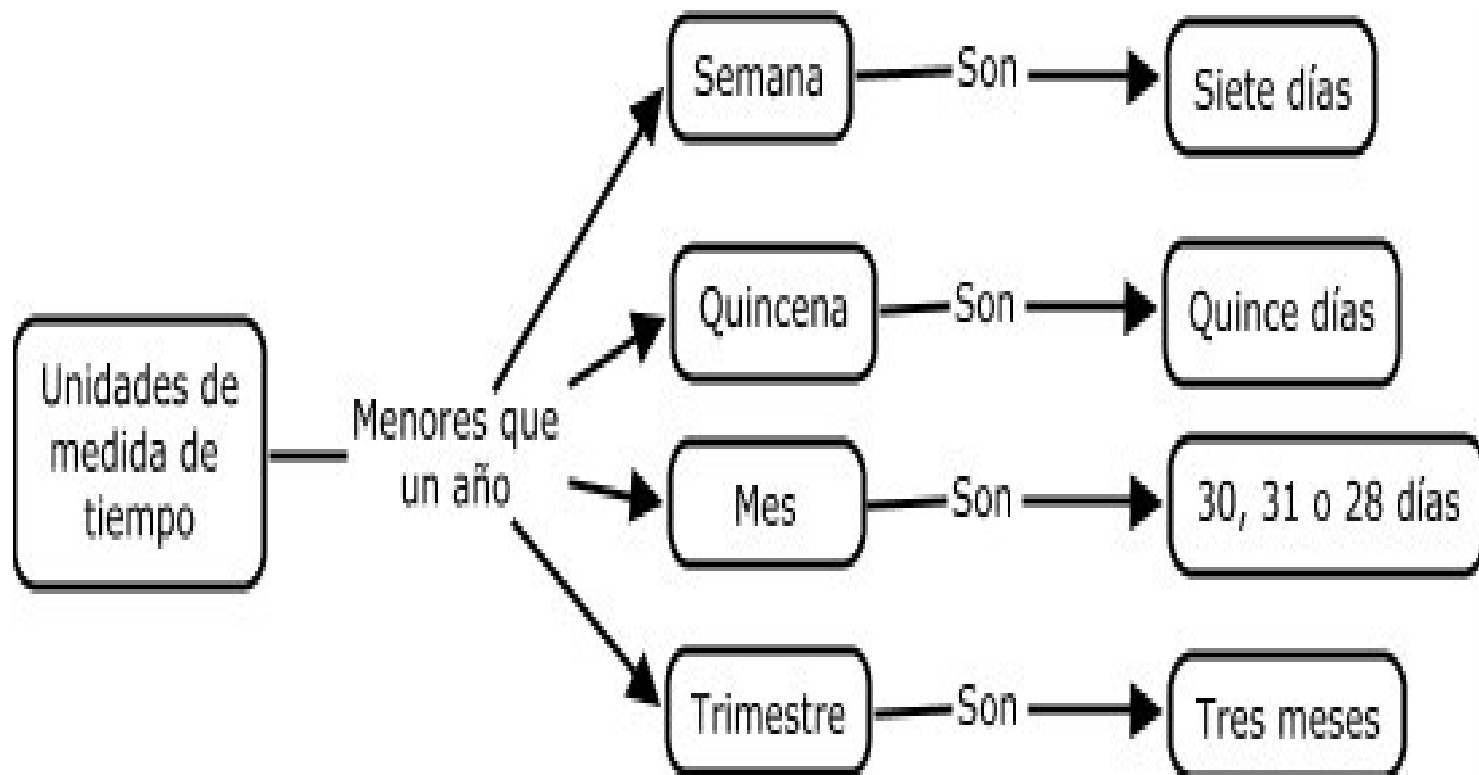 Unidades de
medida de
tiempo
Menores que
un año
Semana Son Siete días
Quincena Son Quince días
Mes Son 30, 31 o 28 días
Trimestre Son Tres meses